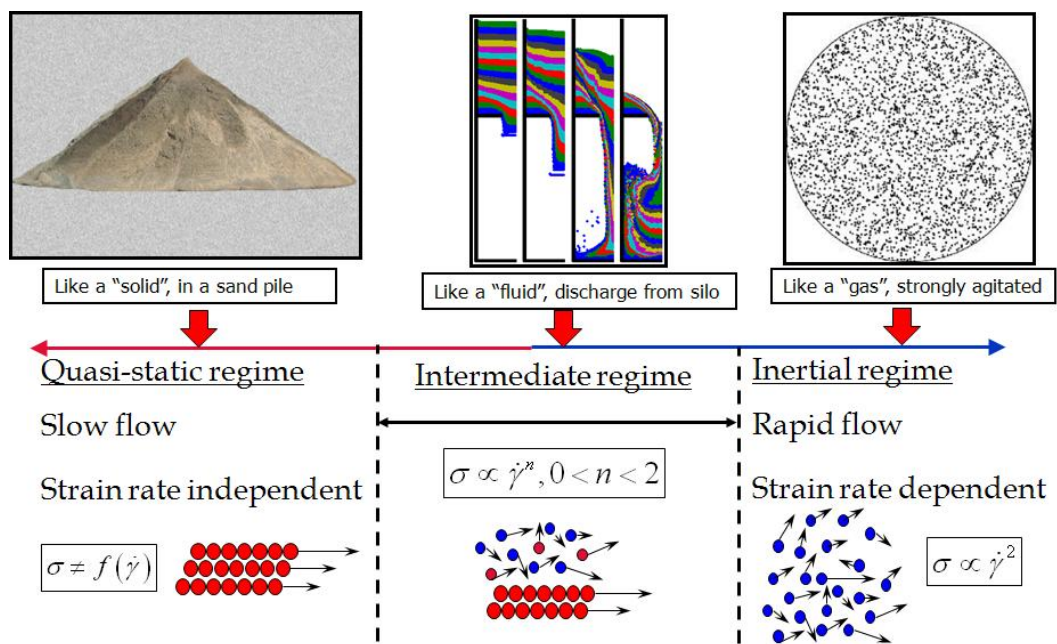 Like a “solid”, in a sand pile
Like a “fluid”, discharge from silo
Like a “gas”, strongly agitated
Quasi-static regime
Intermediate regime
Inertial regime
Slow flow
Rapid flow
σ ∝ γ̇ⁿ, 0 < n < 2
Strain rate independent
Strain rate dependent
σ ≠ f(γ̇)
σ ∝ γ̇²